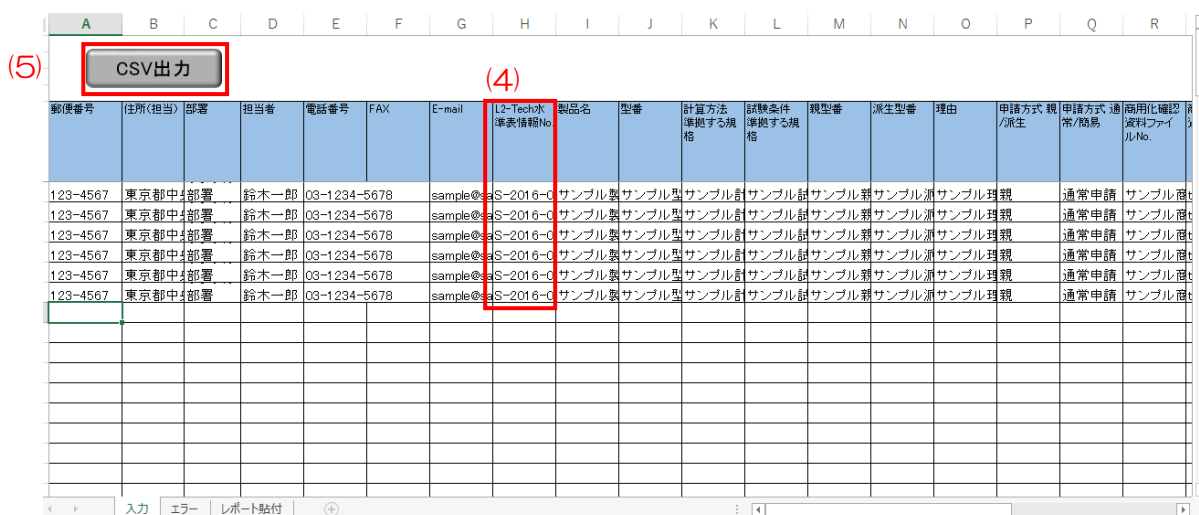 A B C D E F G H I J K L M N O P Q R
(5)
CSV出力
(4)
郵便番号 住所(担当) 部署 担当者 電話番号 FAX E-mail L2-Tech水 製品名 型番 計算方法 試験条件 親型番 派生型番 理由 申請方式 親 申請方式 通 商用化確認
準表情報No. 準拠する規 準拠する規 /派生 常/簡易 資料ファイ
格 格 ルNo.
123-4567 東京都中 部署 鈴木一郎 03-1234-5678 sample@sa S-2016-0 サンプル製 サンプル型 サンプル計 サンプル試 サンプル親 サンプル派 サンプル理 親 通常申請 サンプル商
123-4567 東京都中 部署 鈴木一郎 03-1234-5678 sample@sa S-2016-0 サンプル製 サンプル型 サンプル計 サンプル試 サンプル親 サンプル派 サンプル理 親 通常申請 サンプル商
123-4567 東京都中 部署 鈴木一郎 03-1234-5678 sample@sa S-2016-0 サンプル製 サンプル型 サンプル計 サンプル試 サンプル親 サンプル派 サンプル理 親 通常申請 サンプル商
123-4567 東京都中 部署 鈴木一郎 03-1234-5678 sample@sa S-2016-0 サンプル製 サンプル型 サンプル計 サンプル試 サンプル親 サンプル派 サンプル理 親 通常申請 サンプル商
123-4567 東京都中 部署 鈴木一郎 03-1234-5678 sample@sa S-2016-0 サンプル製 サンプル型 サンプル計 サンプル試 サンプル親 サンプル派 サンプル理 親 通常申請 サンプル商
123-4567 東京都中 部署 鈴木一郎 03-1234-5678 sample@sa S-2016-0 サンプル製 サンプル型 サンプル計 サンプル試 サンプル親 サンプル派 サンプル理 親 通常申請 サンプル商
入力 エラー レポート貼付